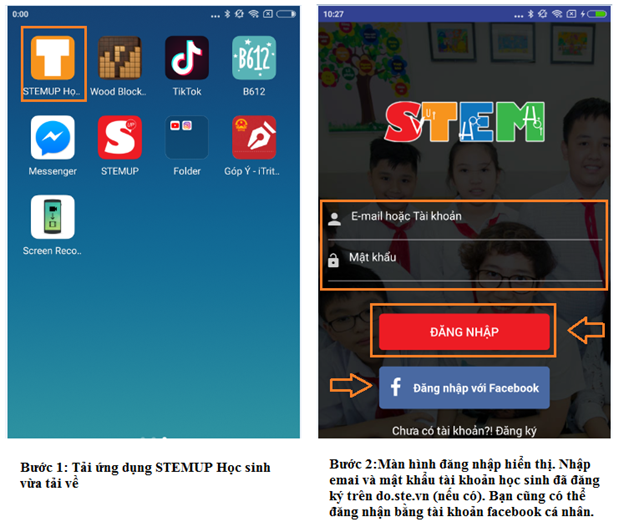 0:00
...
STEMUP Họ..
Wood Block..
TikTok
B612
B612
Messenger
STEMUP
Folder
Góp Ý - iTrit..
Screen Reco..
Bước 1: Tải ứng dụng STEMUP Học sinh
vừa tải về
10:27
...
STEM
E-mail hoặc Tài khoản
Mật khẩu
ĐĂNG NHẬP
f Đăng nhập với Facebook
Chưa có tài khoản?! Đăng ký
Bước 2:Màn hình đăng nhập hiển thị. Nhập
emai và mật khẩu tài khoản học sinh đã đăng
ký trên do.ste.vn (nếu có). Bạn cũng có thể
đăng nhận bằng tài khoản facebook cá nhân.